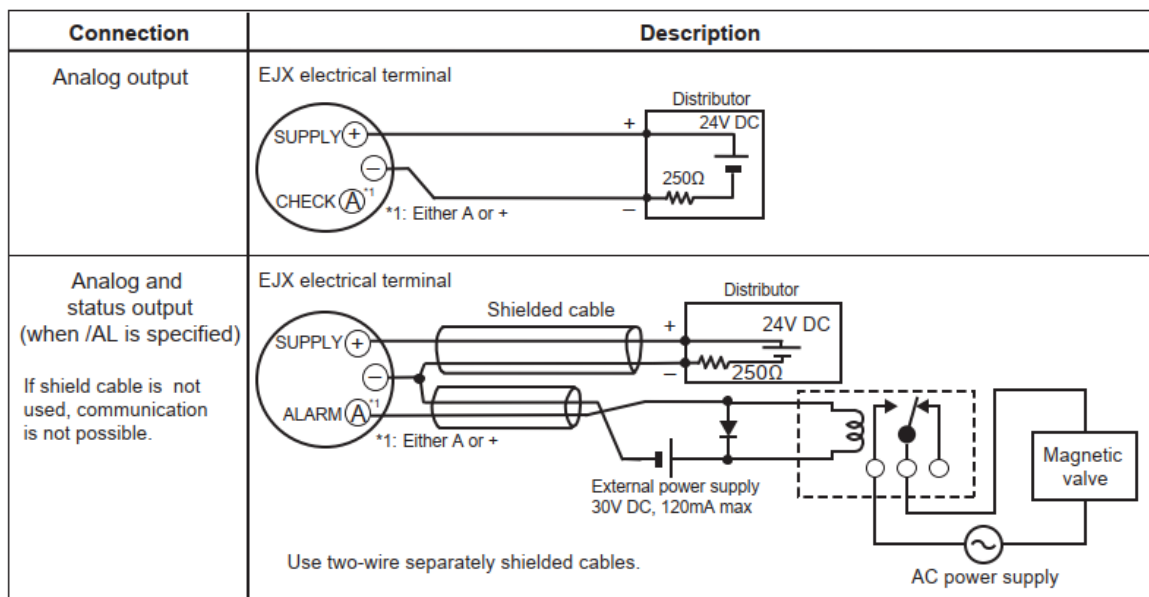 Connection
Description
Analog output
EJX electrical terminal
Distributor
24V DC
+
SUPPLY +
−
250Ω
CHECK A *1
*1: Either A or +
−
Analog and
status output
(when /AL is specified)
If shield cable is not
used, communication
is not possible.
EJX electrical terminal
Shielded cable
Distributor
24V DC
+
SUPPLY +
−
250Ω
−
ALARM A *1
*1: Either A or +
Magnetic
valve
External power supply
30V DC, 120mA max
AC power supply
Use two-wire separately shielded cables.